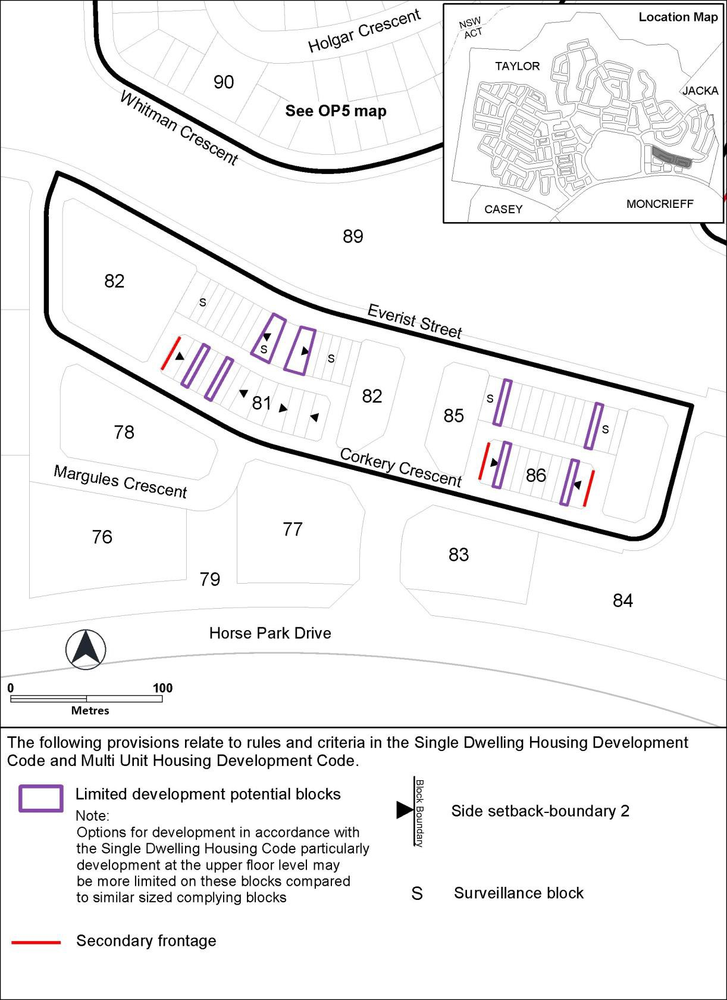 Holgar Crescent
90
See OP5 map
Whitman Crescent
Location Map
NSW
ACT
TAYLOR
JACKA
CASEY
MONCRIEFF
89
82
Everist Street
S
S
S
81
82
85
S
S
86
78
Corkery Crescent
Margules Crescent
76
77
83
79
84
Horse Park Drive
0 100
Metres
The following provisions relate to rules and criteria in the Single Dwelling Housing Development
Code and Multi Unit Housing Development Code.
Limited development potential blocks
Note:
Options for development in accordance with
the Single Dwelling Housing Code particularly
development at the upper floor level may
be more limited on these blocks compared
to similar sized complying blocks
Secondary frontage
Block Boundary
Side setback-boundary 2
S Surveillance block